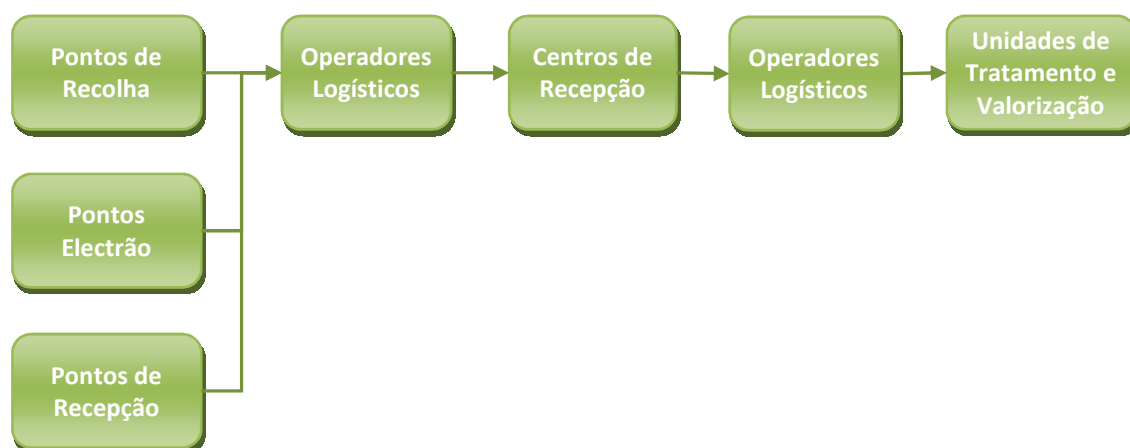 Pontos de
Recolha
Operadores
Logísticos
Centros de
Recepção
Operadores
Logísticos
Unidades de
Tratamento e
Valorização
Pontos
Electrão
Pontos de
Recepção